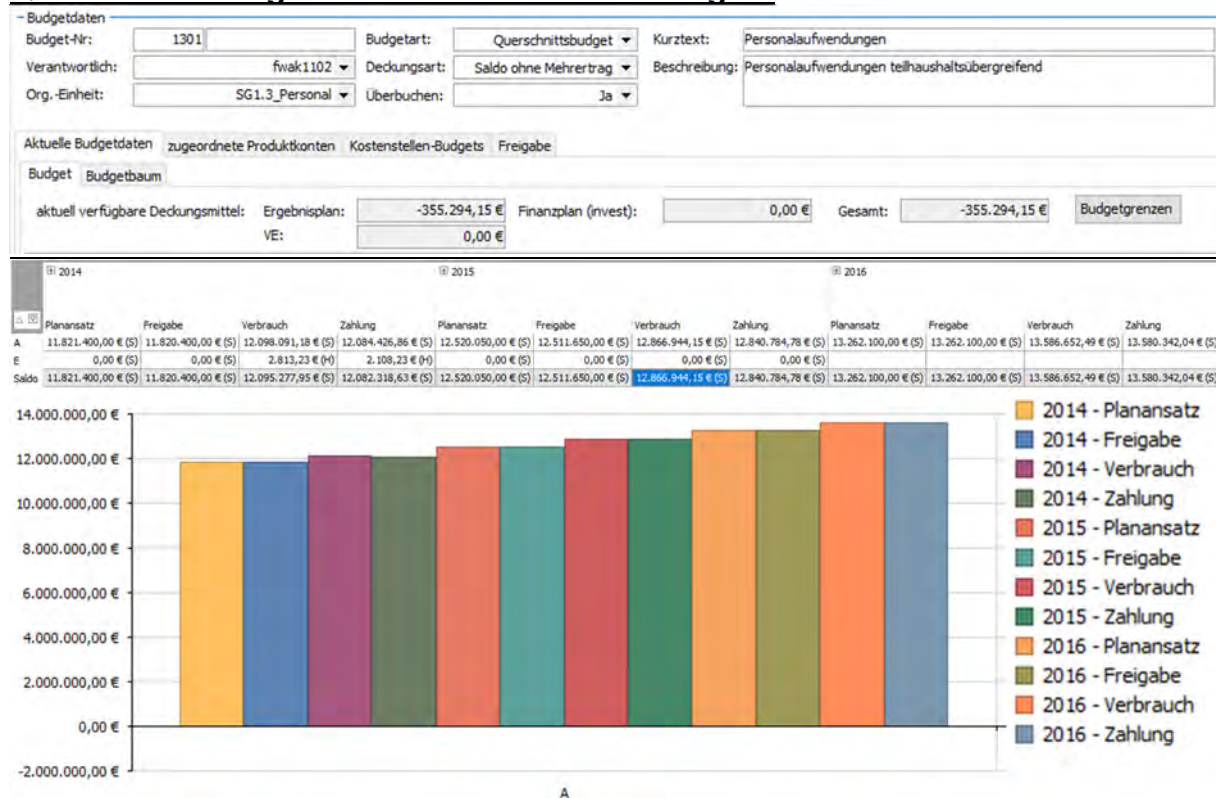 Budgetdaten
Budget-Nr: 1301 Budgetart: Querschnittsbudget Kurztext: Personalaufwendungen
Verantwortlich: fwak1102 Deckungsart: Saldo ohne Mehrertrag Beschreibung: Personalaufwendungen teilhaushaltsübergreifend
Org.-Einheit: SG1.3_Personal Überbuchen: Ja
Aktuelle Budgetdaten zugeordnete Produktkonten Kostenstellen-Budgets Freigabe
Budget Budgetbaum
aktuell verfügbare Deckungsmittel: Ergebnisplan: -355.294,15 € Finanzplan (invest): 0,00 € Gesamt: -355.294,15 € Budgetgrenzen
VE: 0,00 €
2014 2015 2016
Planansatz Freigabe Verbrauch Zahlung Planansatz Freigabe Verbrauch Zahlung Planansatz Freigabe Verbrauch Zahlung
A 11.821.400,00 € (S) 11.820.400,00 € (S) 12.098.091,18 € (S) 12.084.426,86 € (S) 12.520.050,00 € (S) 12.511.650,00 € (S) 12.866.944,15 € (S) 12.840.784,78 € (S) 13.262.100,00 € (S) 13.262.100,00 € (S) 13.586.652,49 € (S) 13.580.342,04 € (S)
E 0,00 € (S) 0,00 € (S) 2.813,23 € (H) 2.108,23 € (H) 0,00 € (S) 0,00 € (S) 0,00 € (S) 0,00 € (S)
Saldo 11.821.400,00 € (S) 11.820.400,00 € (S) 12.095.277,95 € (S) 12.082.318,63 € (S) 12.520.050,00 € (S) 12.511.650,00 € (S) 12.866.944,15 € (S) 12.840.784,78 € (S) 13.262.100,00 € (S) 13.262.100,00 € (S) 13.586.652,49 € (S) 13.580.342,04 € (S)
14.000.000,00 €
12.000.000,00 €
10.000.000,00 €
8.000.000,00 €
6.000.000,00 €
4.000.000,00 €
2.000.000,00 €
0,00 €
-2.000.000,00 €
A
2014 - Planansatz
2014 - Freigabe
2014 - Verbrauch
2014 - Zahlung
2015 - Planansatz
2015 - Freigabe
2015 - Verbrauch
2015 - Zahlung
2016 - Planansatz
2016 - Freigabe
2016 - Verbrauch
2016 - Zahlung